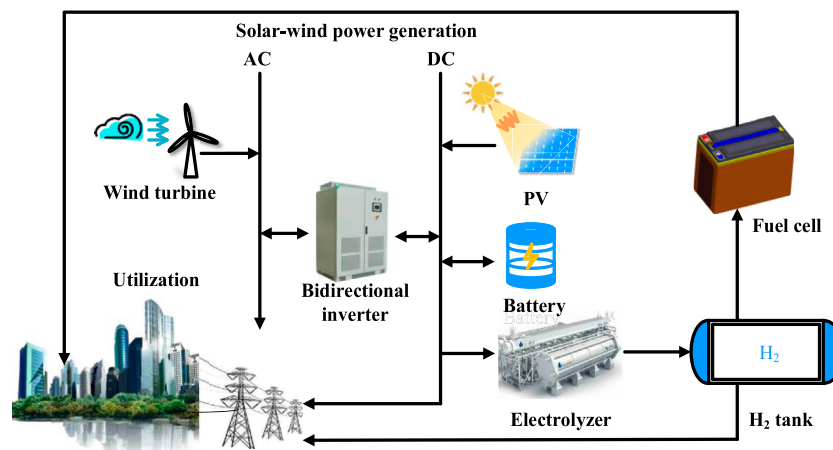 Solar-wind power generation
AC
DC
Wind turbine
PV
Fuel cell
Utilization
Bidirectional
inverter
Battery
Battery
H₂
Electrolyzer
H₂ tank